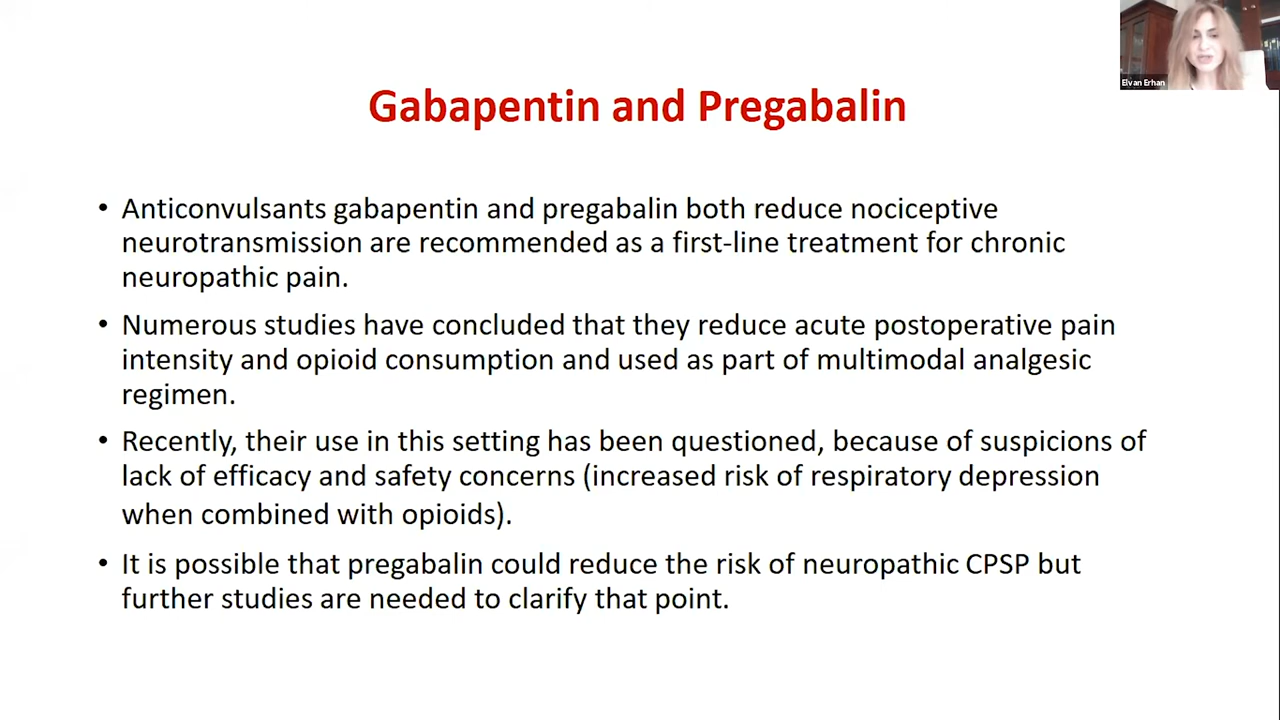 Elvan Erhan
Gabapentin and Pregabalin
• Anticonvulsants gabapentin and pregabalin both reduce nociceptive
neurotransmission are recommended as a first-line treatment for chronic
neuropathic pain.
• Numerous studies have concluded that they reduce acute postoperative pain
intensity and opioid consumption and used as part of multimodal analgesic
regimen.
• Recently, their use in this setting has been questioned, because of suspicions of
lack of efficacy and safety concerns (increased risk of respiratory depression
when combined with opioids).
• It is possible that pregabalin could reduce the risk of neuropathic CPSP but
further studies are needed to clarify that point.